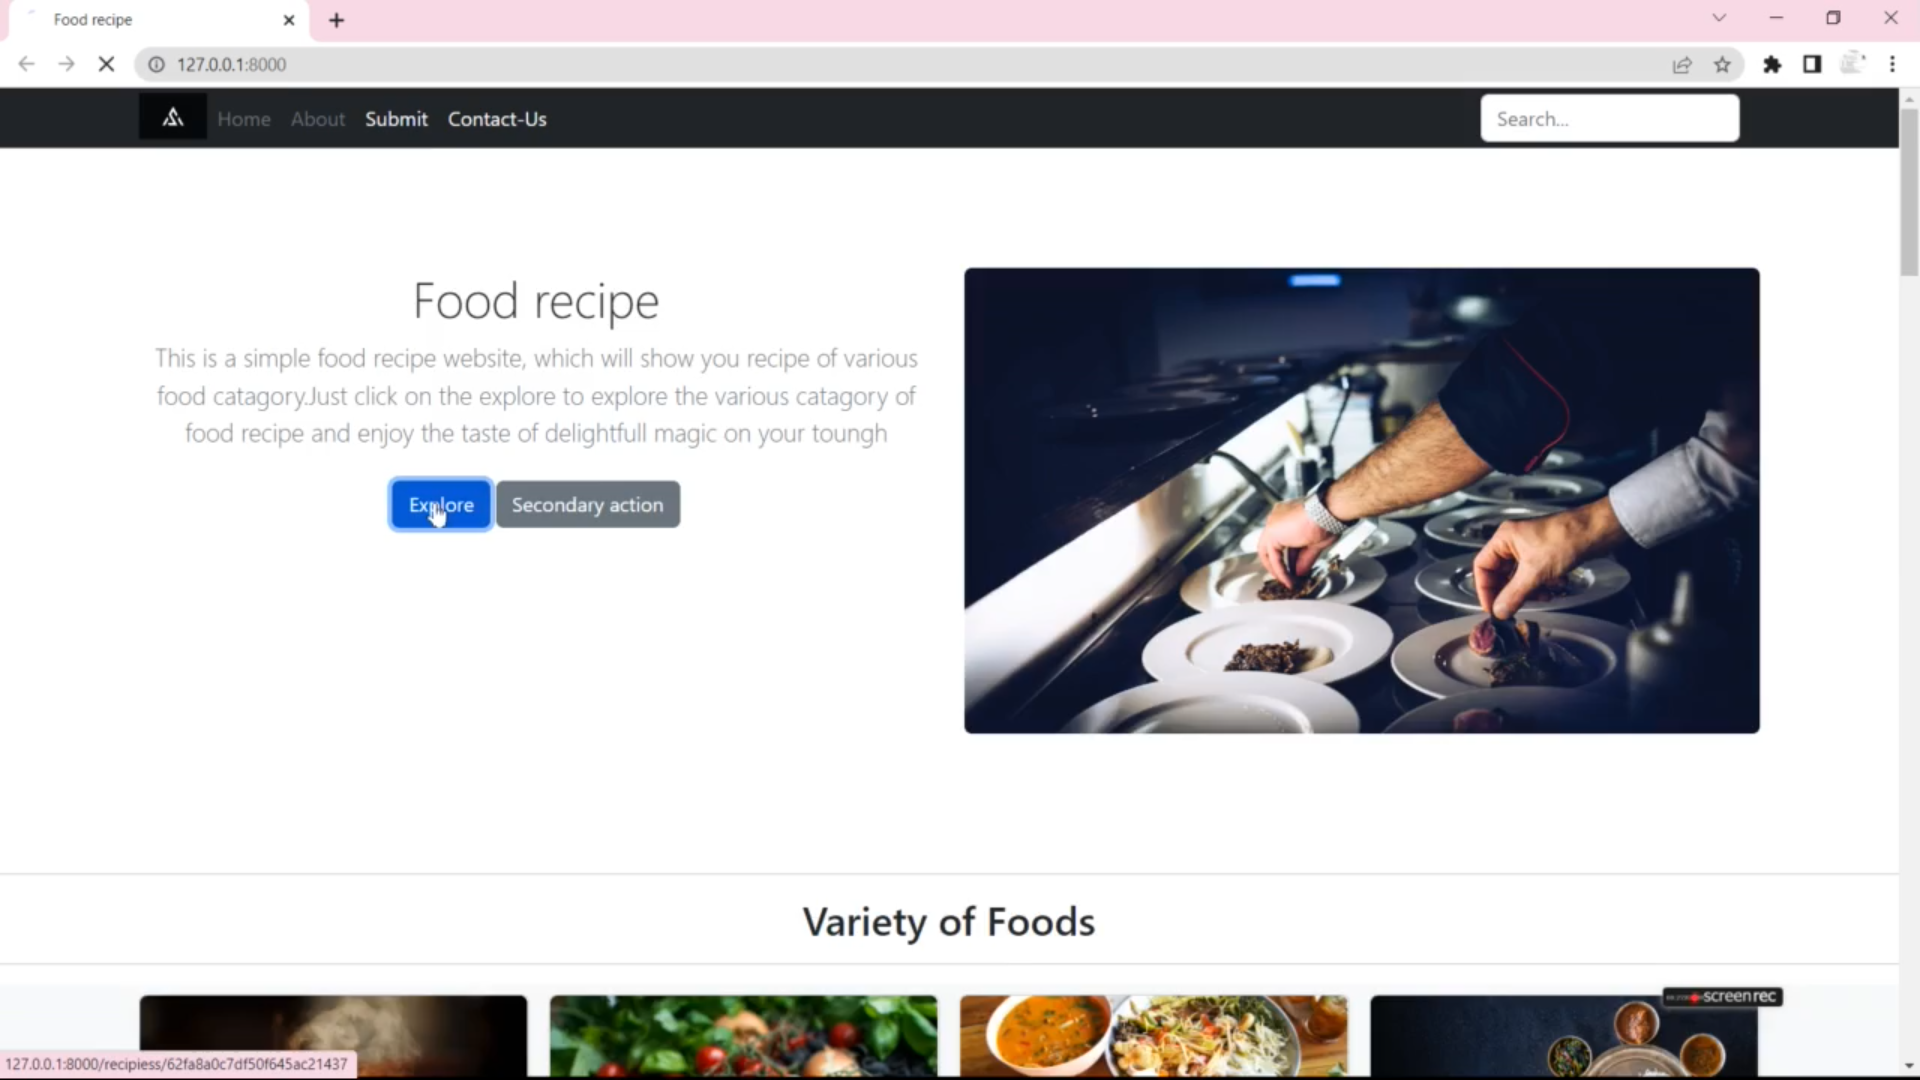 Food recipe
127.0.0.1:8000
Home About Submit Contact-Us
Search...
Food recipe
This is a simple food recipe website, which will show you recipe of various
food catagory.Just click on the explore to explore the various catagory of
food recipe and enjoy the taste of delightfull magic on your toungh
Explore Secondary action
Variety of Foods
screenrec
127.0.0.1:8000/recipiess/62fa8a0c7df50f645ac21437